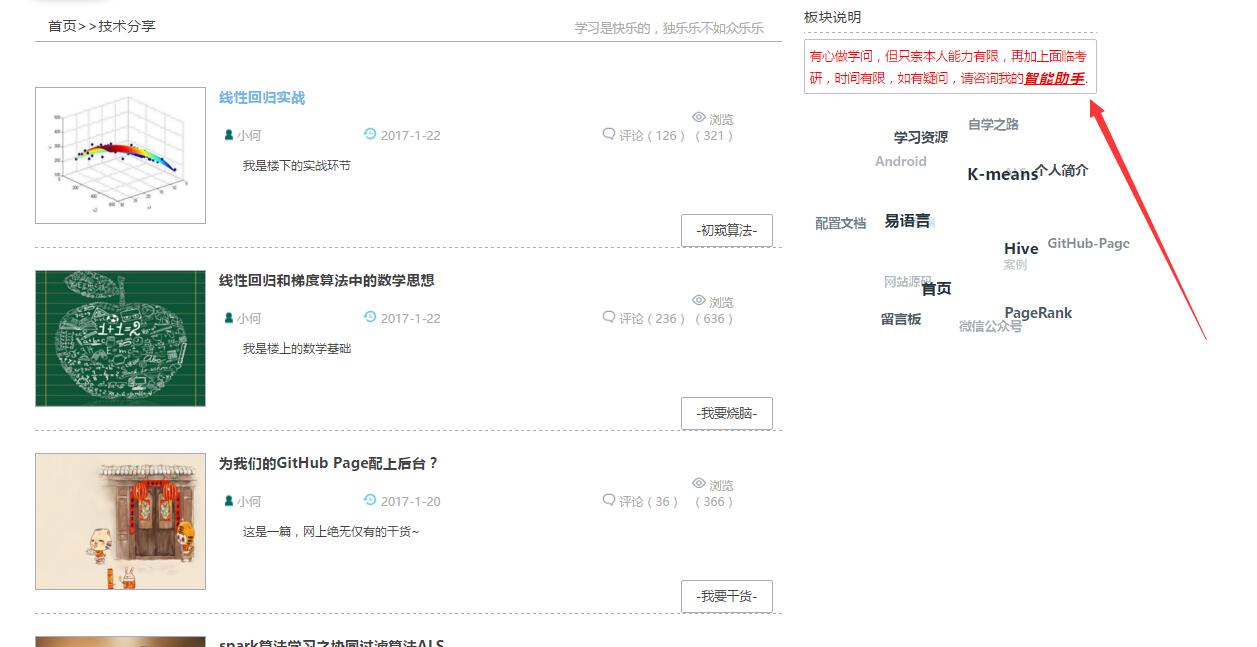 首页>>技术分享
学习是快乐的，独乐乐不如众乐乐
线性回归实战
小何
2017-1-22
浏览
评论（126）（321）
我是楼下的实战环节
-初窥算法-
线性回归和梯度算法中的数学思想
1+1=2
小何
2017-1-22
浏览
评论（236）（636）
我是楼上的数学基础
-我要烧脑-
为我们的GitHub Page配上后台？
小何
2017-1-20
浏览
评论（36）（366）
这是一篇，网上绝无仅有的干货~
-我要干货-
spark算法学习之协同过滤算法ALS
板块说明
有心做学问，但只奈本人能力有限，再加上面临考
研，时间有限，如有疑问，请咨询我的智能助手.
自学之路
学习资源
Android
K-means
个人简介
配置文档
易语言
GitHub-Page
Hive
案例
网站源码
首页
PageRank
留言板
微信公众号